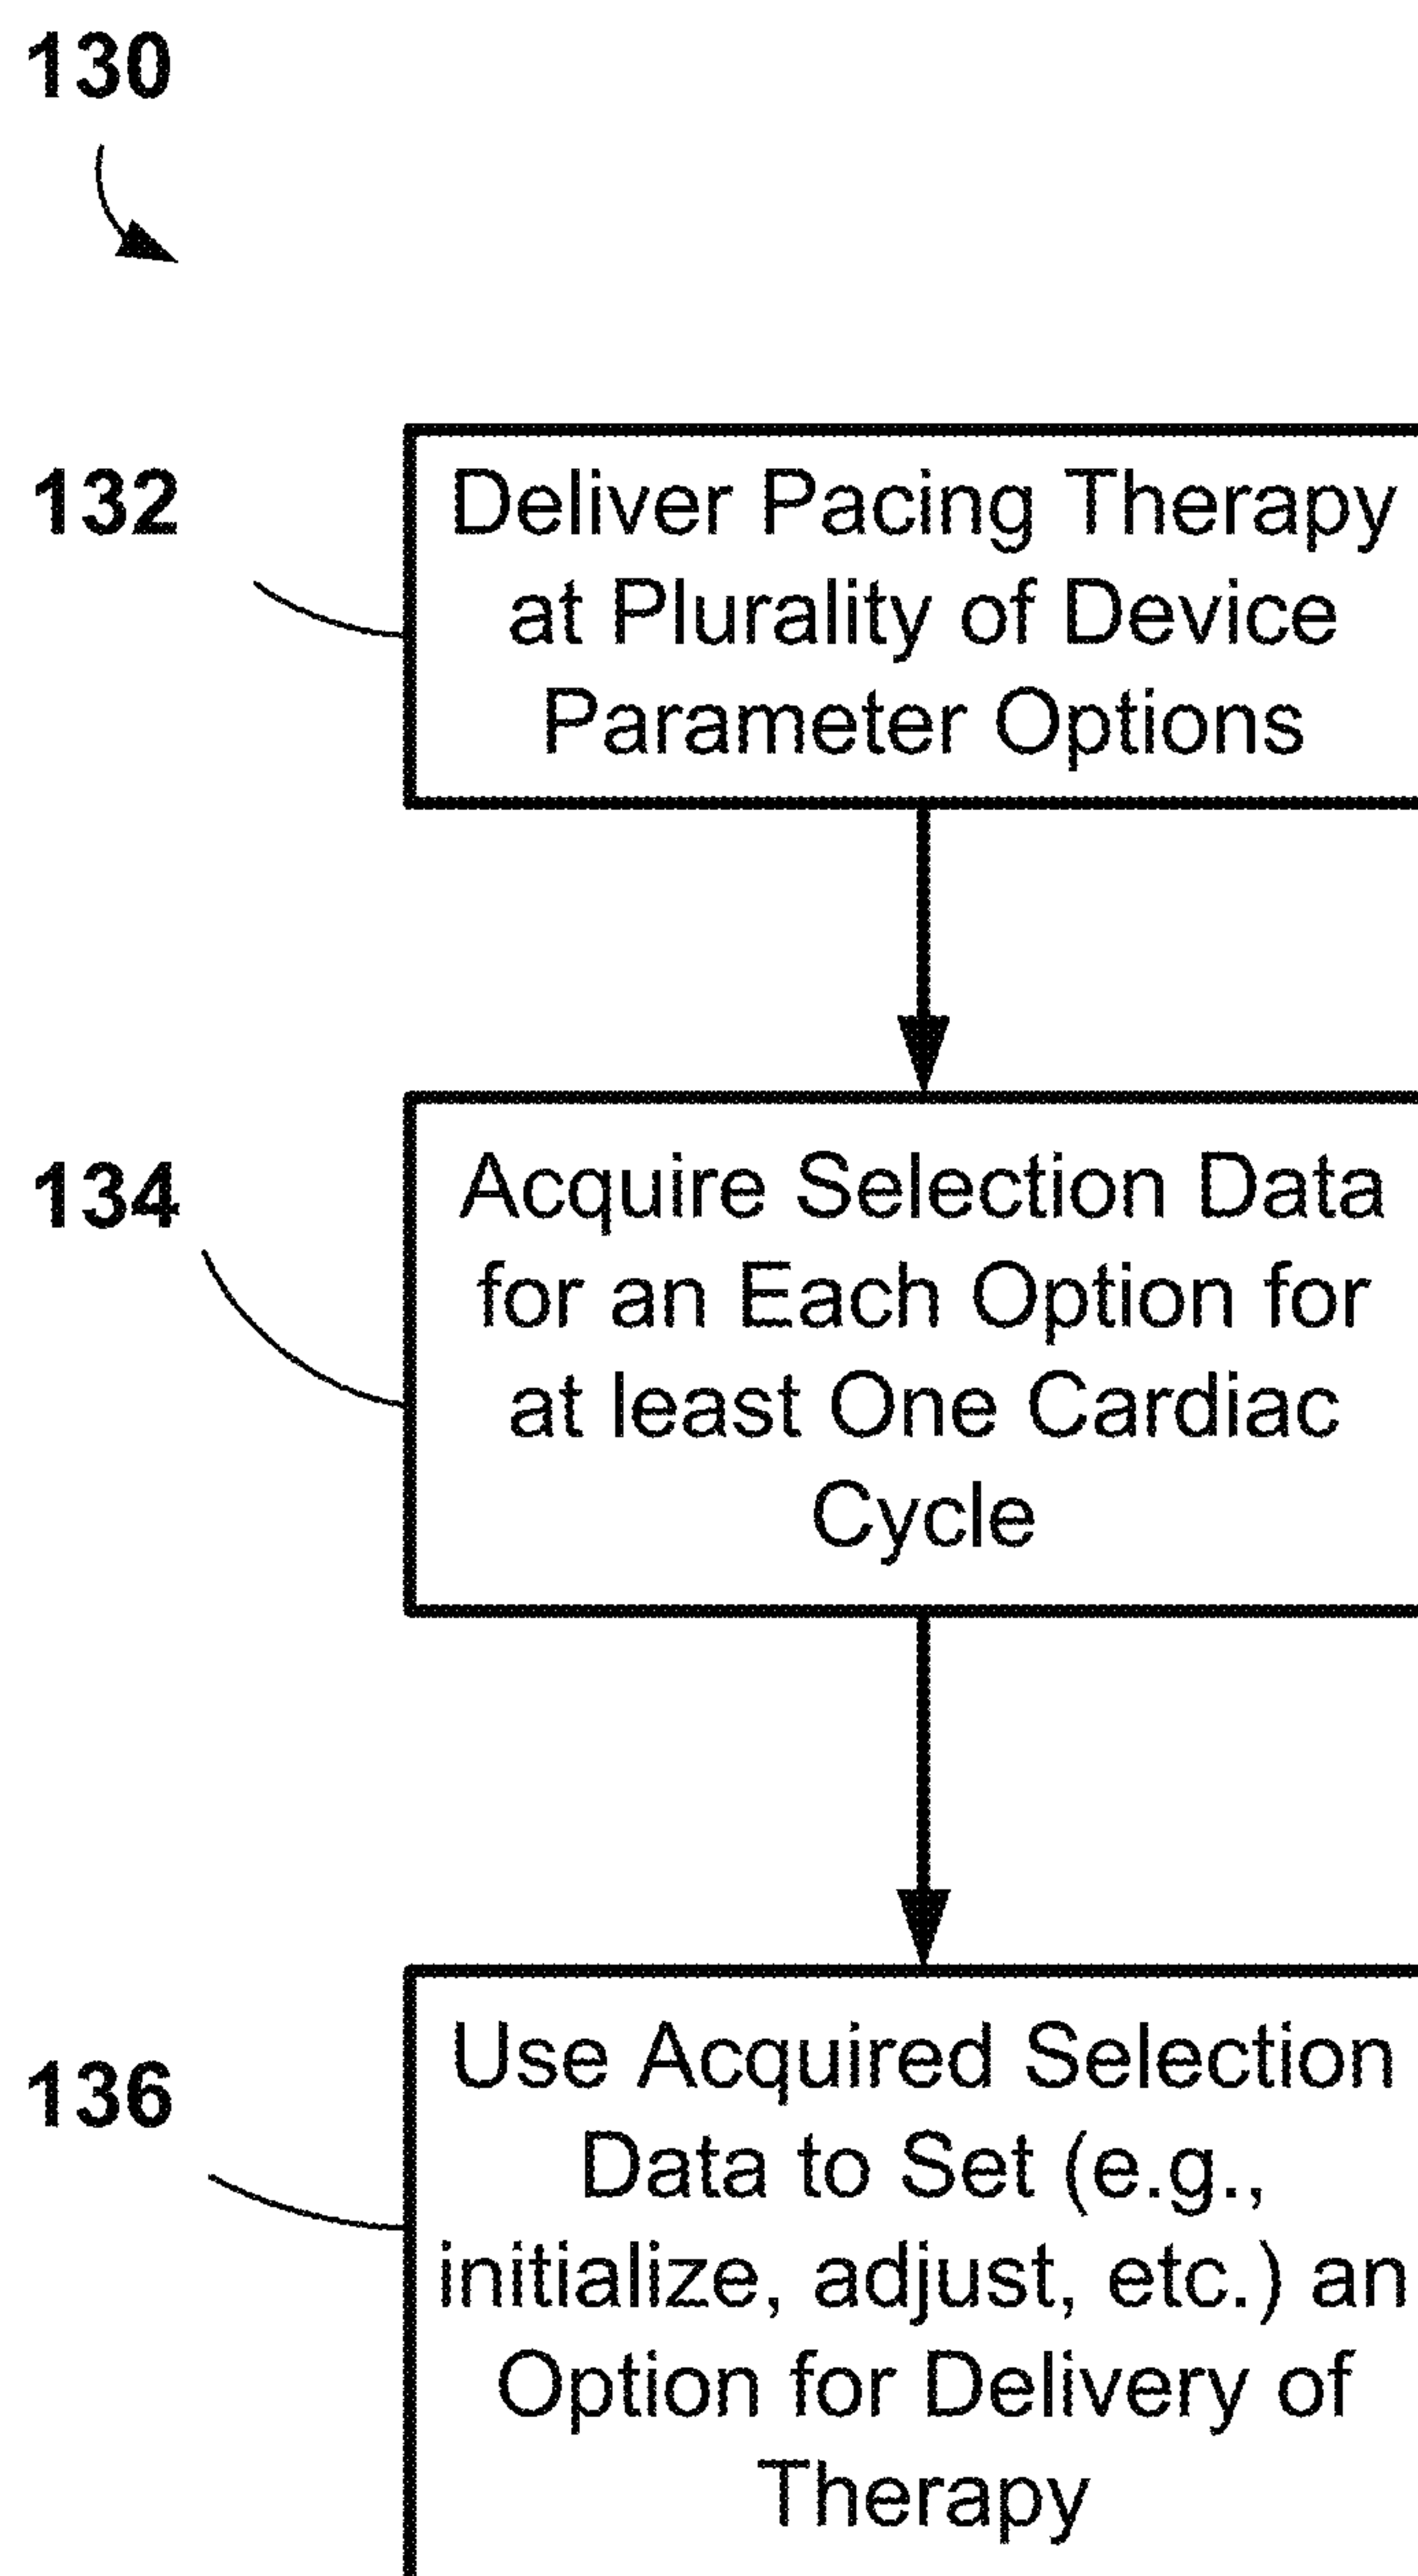 130
132
Deliver Pacing Therapy
at Plurality of Device
Parameter Options
134
Acquire Selection Data
for an Each Option for
at least One Cardiac
Cycle
136
Use Acquired Selection
Data to Set (e.g.,
initialize, adjust, etc.) an
Option for Delivery of
Therapy